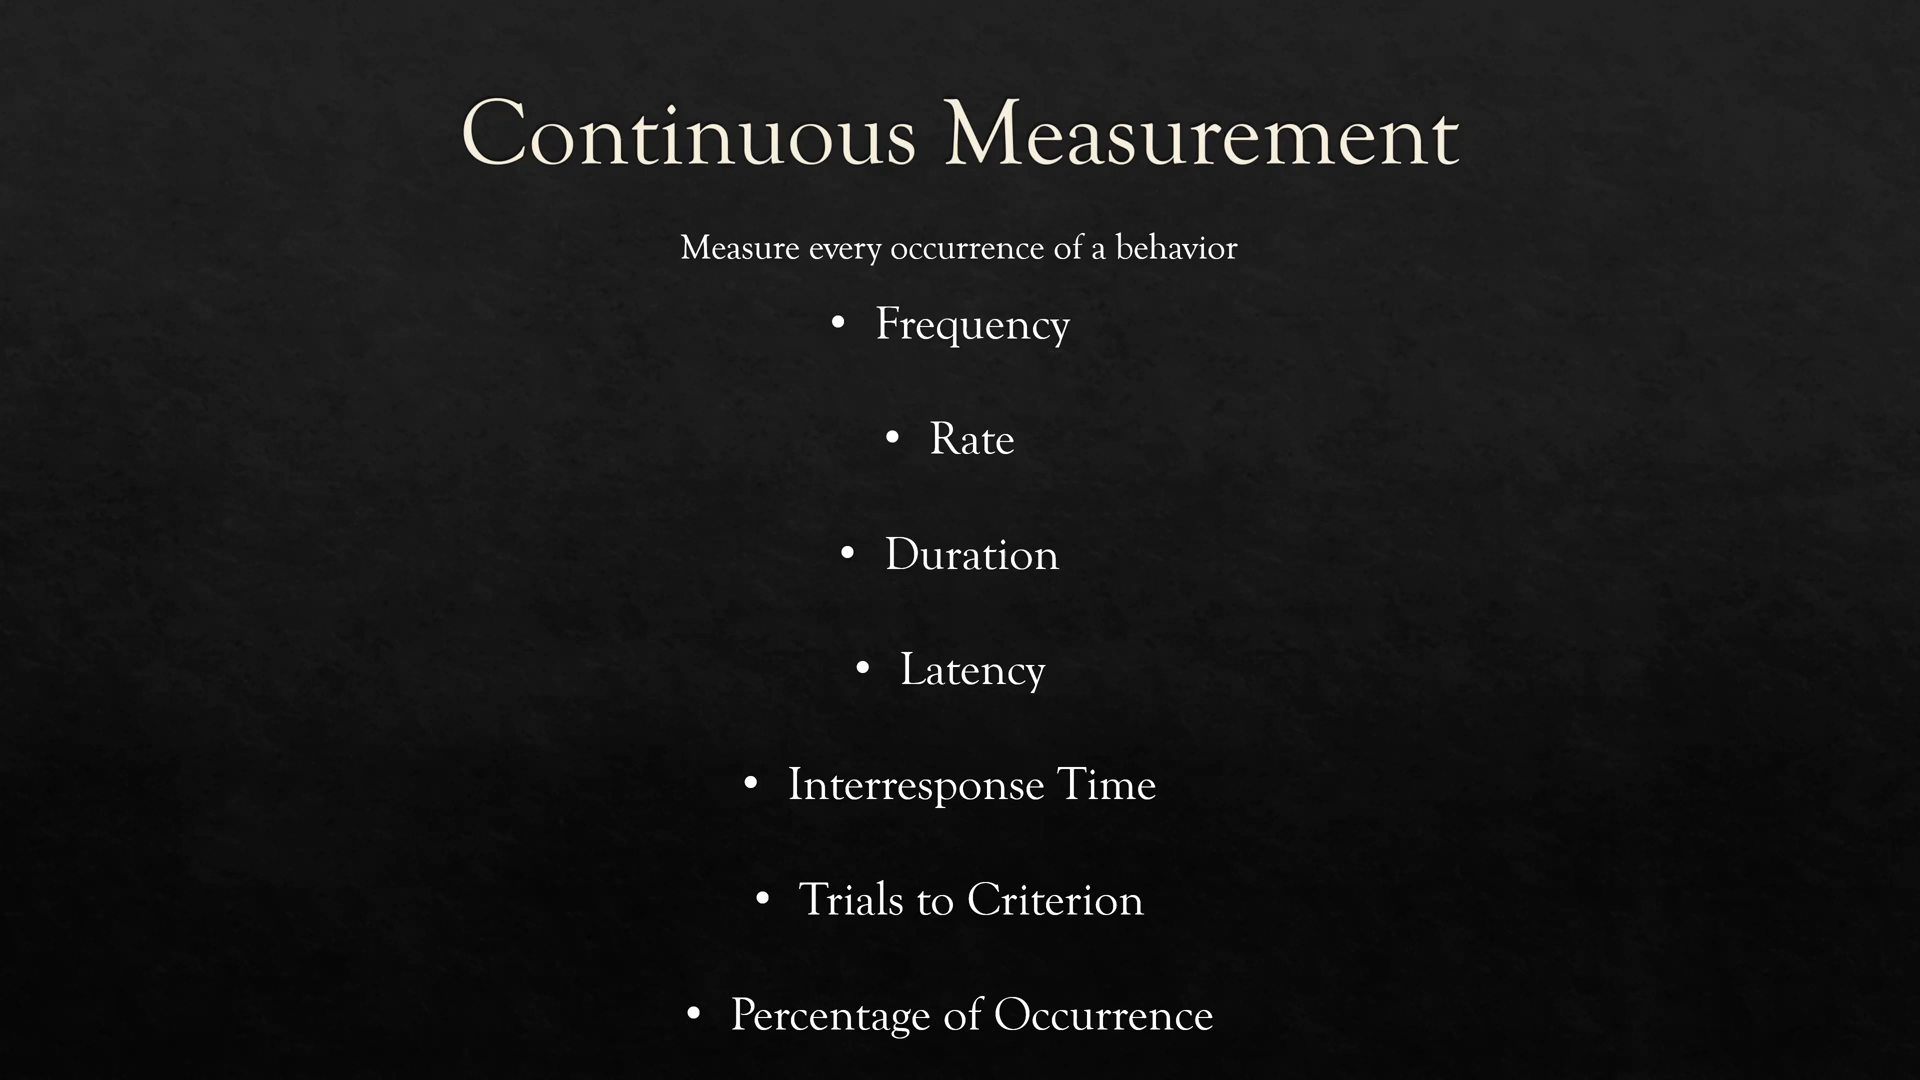 Continuous Measurement
Measure every occurrence of a behavior
• Frequency
• Rate
• Duration
• Latency
• Interresponse Time
• Trials to Criterion
• Percentage of Occurrence